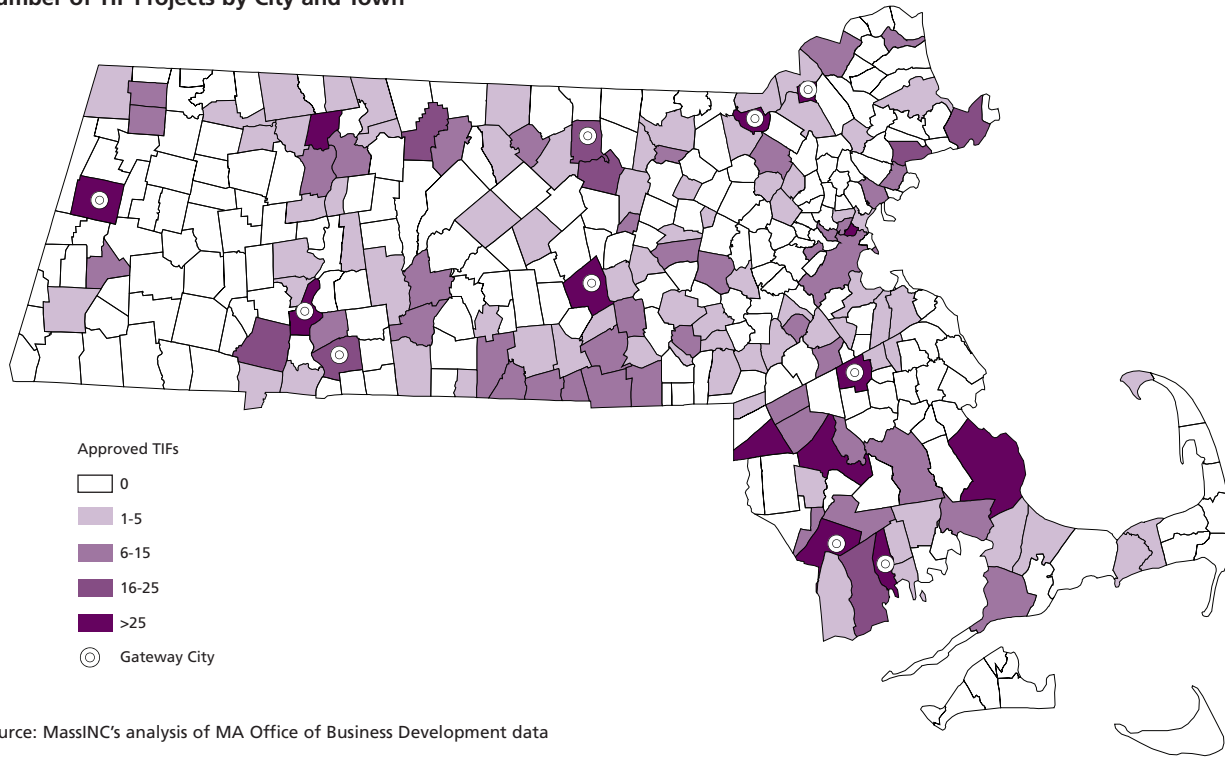 umber of TIF Projects by City and Town
Approved TIFs
0
1-5
6-15
16-25
>25
Gateway City
urce: MassINC’s analysis of MA Office of Business Development data